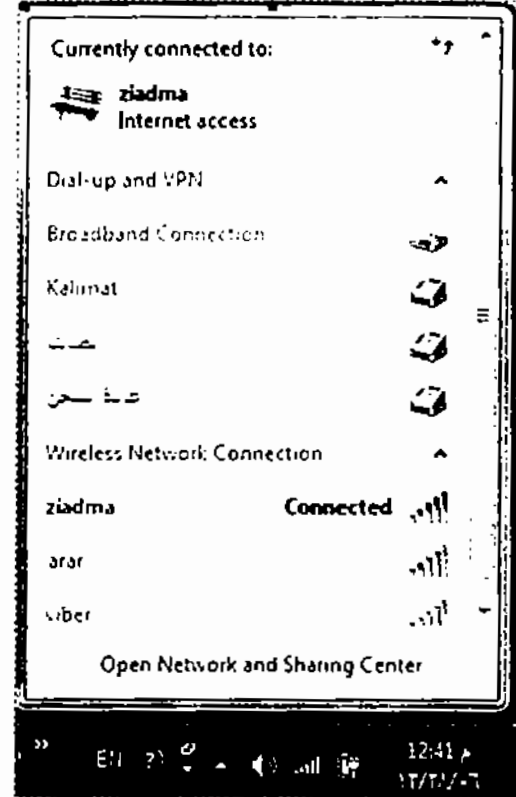 Currently connected to:
ziadma
Internet access
Dial-up and VPN
Broadband Connection
Kalimat
Wireless Network Connection
ziadma Connected
arar
viber
Open Network and Sharing Center
EN
12:41 م